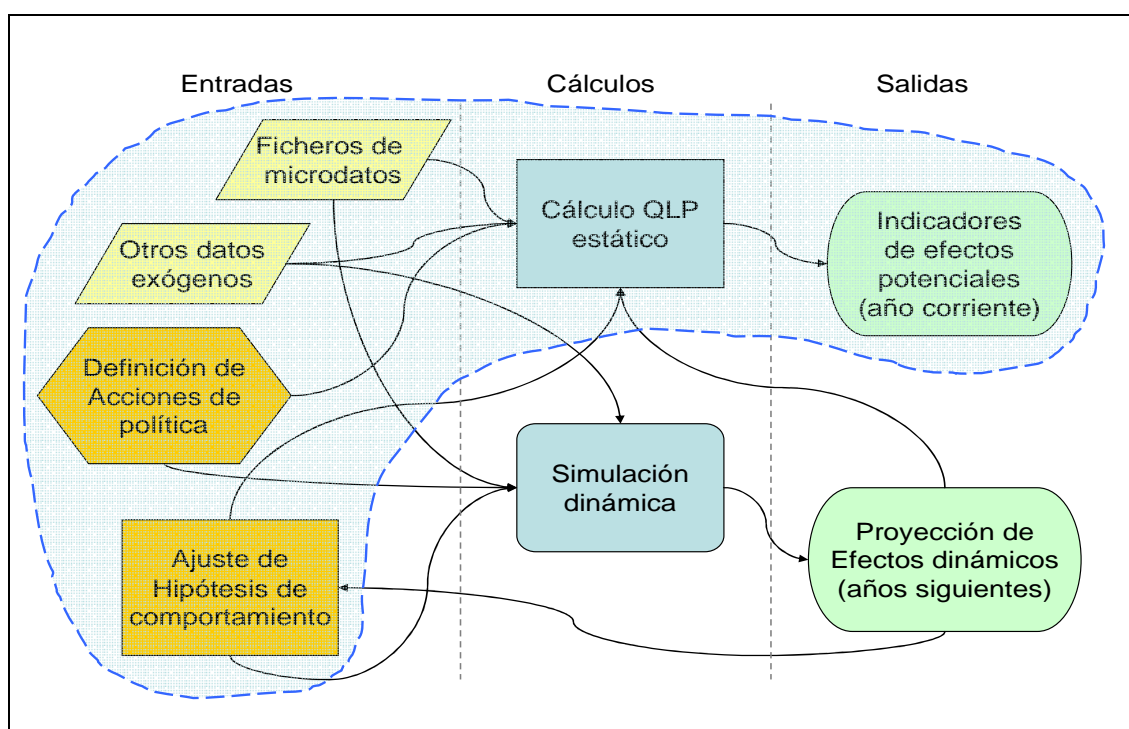 Entradas
Cálculos
Salidas
Ficheros de
microdatos
Otros datos
exógenos
Definición de
Acciones de
política
Ajuste de
Hipótesis de
comportamiento
Cálculo QLP
estático
Simulación
dinámica
Indicadores
de efectos
potenciales
(año corriente)
Proyección de
Efectos dinámicos
(años siguientes)